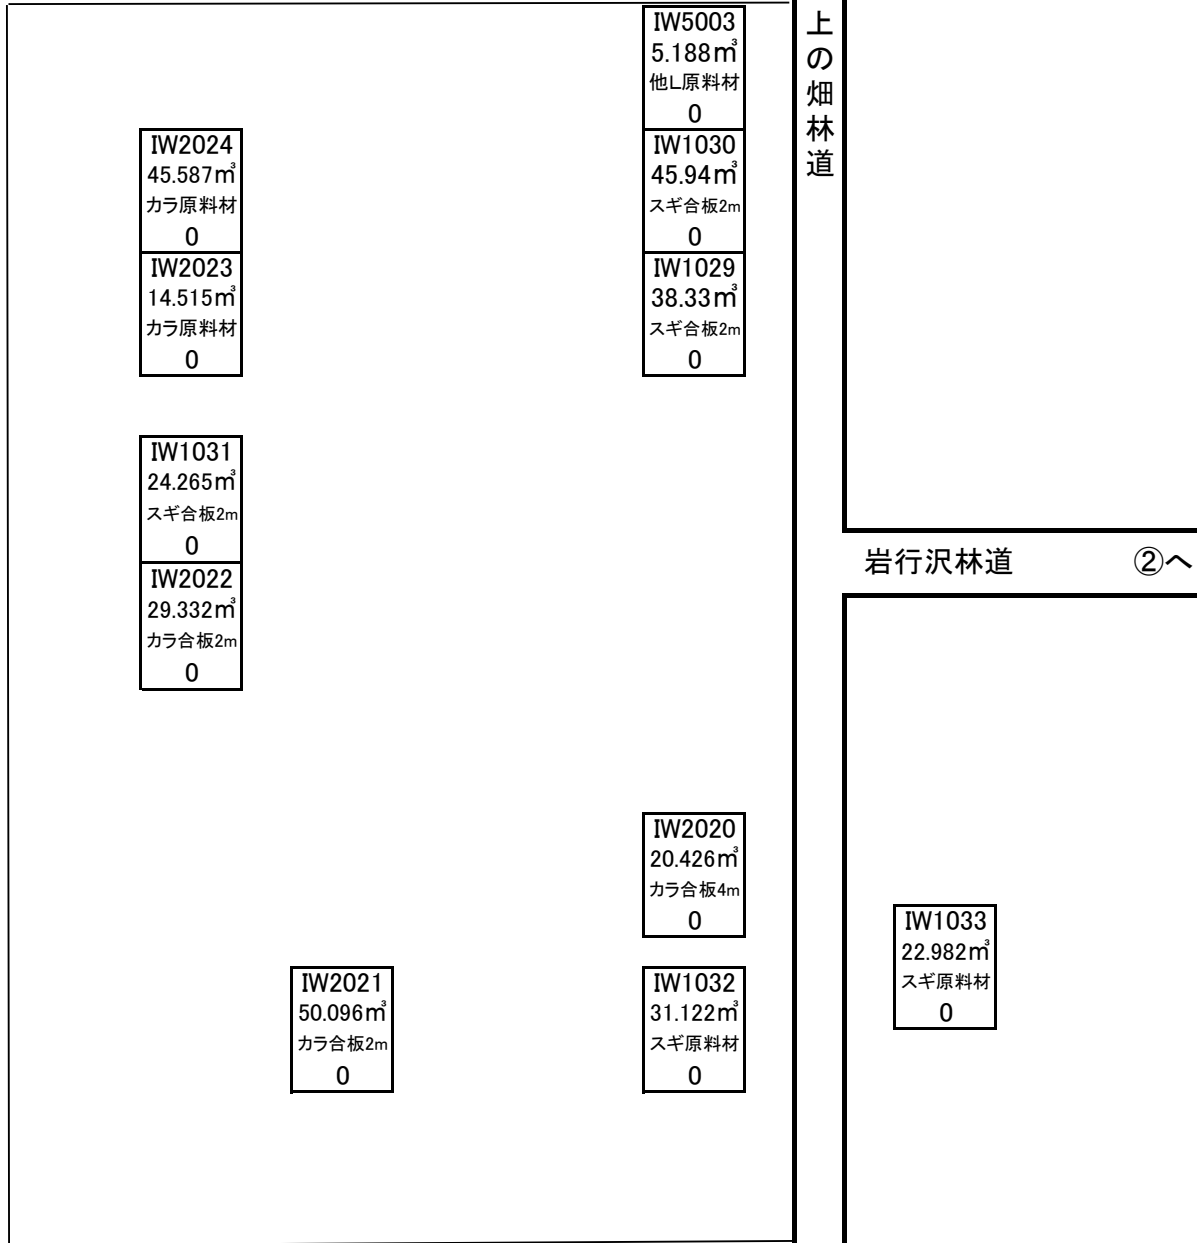 IW5003
5.188㎥
他L原料材
0
上の畑林道
IW2024
45.587㎥
カラ原料材
0
IW1030
45.94㎥
スギ合板2m
0
IW2023
14.515㎥
カラ原料材
0
IW1029
38.33㎥
スギ合板2m
0
IW1031
24.265㎥
スギ合板2m
0
岩行沢林道 ②へ
IW2022
29.332㎥
カラ合板2m
0
IW2020
20.426㎥
カラ合板4m
0
IW1033
22.982㎥
スギ原料材
0
IW2021
50.096㎥
カラ合板2m
0
IW1032
31.122㎥
スギ原料材
0